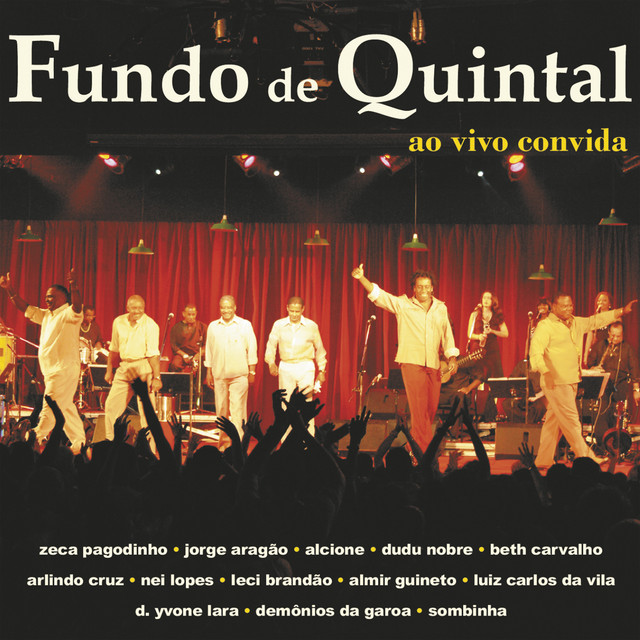 Fundo de Quintal
ao vivo convida
zeca pagodinho • jorge aragão • alcione • dudu nobre • beth carvalho
arlindo cruz • nei lopes • leci brandão • almir guineto • luiz carlos da vila
d. yvone lara • demônios da garoa • sombinha